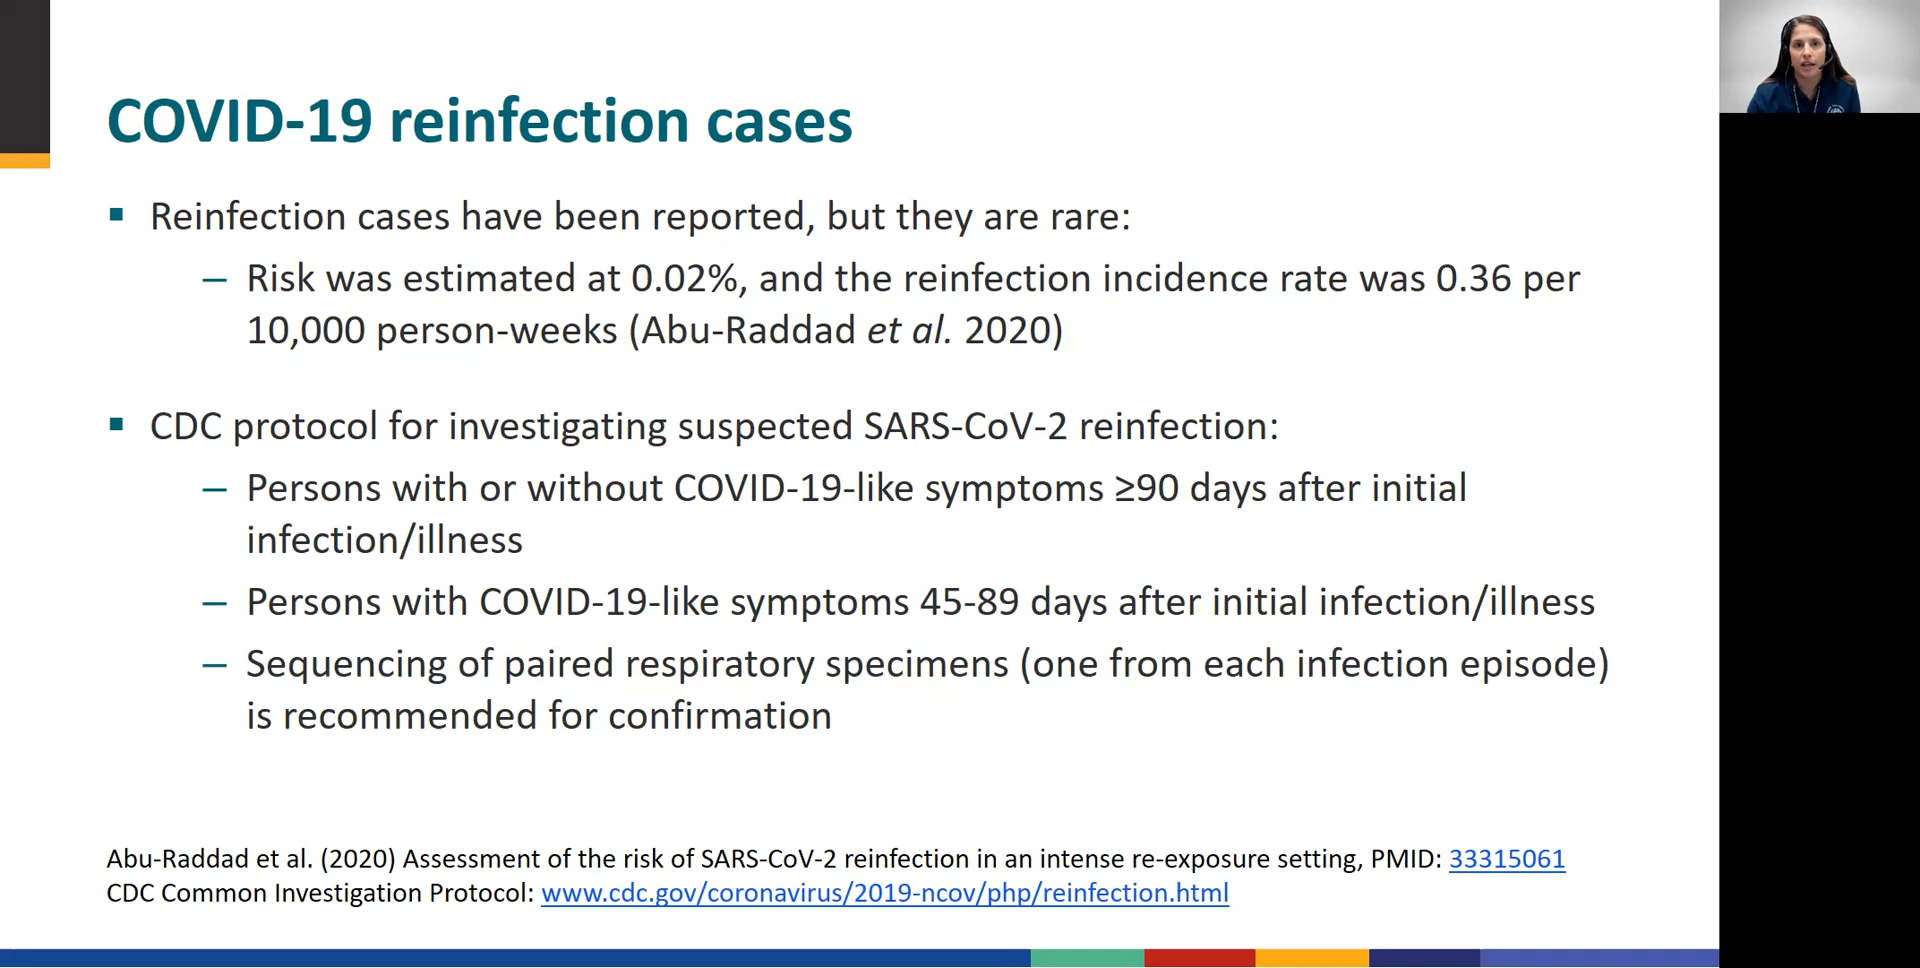 COVID-19 reinfection cases
▪ Reinfection cases have been reported, but they are rare:
– Risk was estimated at 0.02%, and the reinfection incidence rate was 0.36 per
10,000 person-weeks (Abu-Raddad et al. 2020)
▪ CDC protocol for investigating suspected SARS-CoV-2 reinfection:
– Persons with or without COVID-19-like symptoms ≥90 days after initial
infection/illness
– Persons with COVID-19-like symptoms 45-89 days after initial infection/illness
– Sequencing of paired respiratory specimens (one from each infection episode)
is recommended for confirmation
Abu-Raddad et al. (2020) Assessment of the risk of SARS-CoV-2 reinfection in an intense re-exposure setting, PMID: 33315061
CDC Common Investigation Protocol: www.cdc.gov/coronavirus/2019-ncov/php/reinfection.html